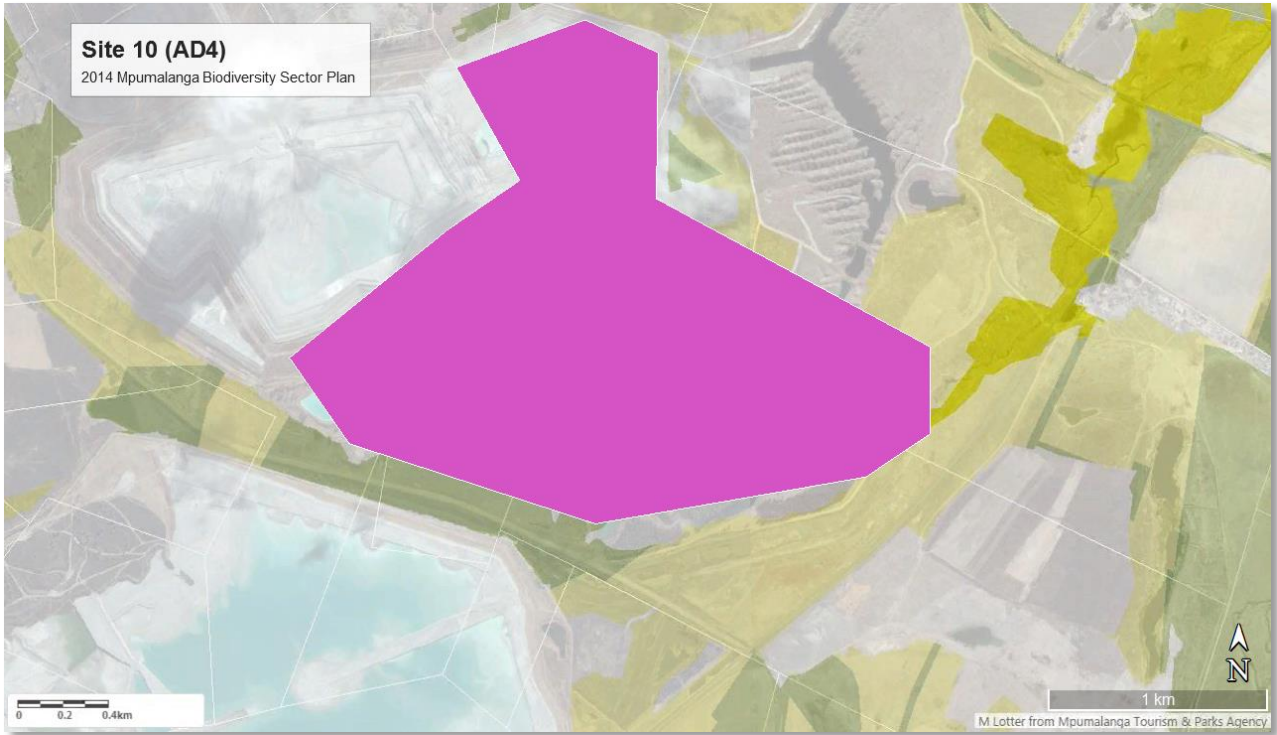 Site 10 (AD4)
2014 Mpumalanga Biodiversity Sector Plan
N
0 0.2 0.4km
1 km
M Lotter from Mpumalanga Tourism & Parks Agency